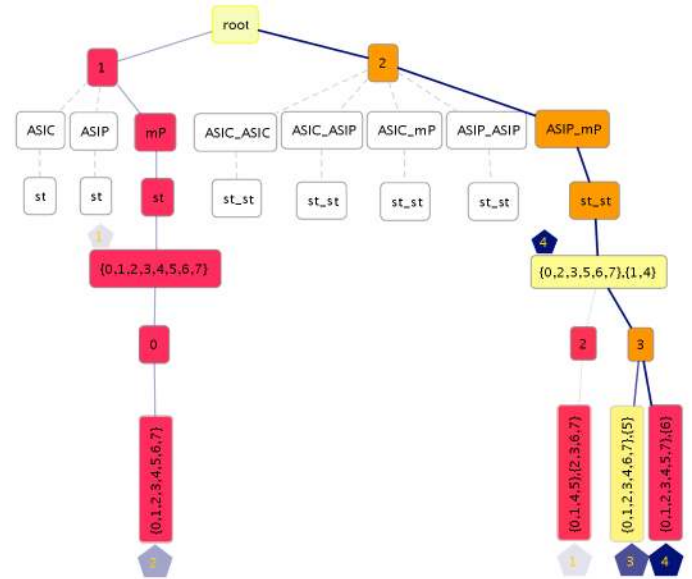 root
1
2
ASIC
ASIP
mP
ASIC_ASIC
ASIC_ASIP
ASIC_mP
ASIP_ASIP
ASIP_mP
st
st
st
st_st
st_st
st_st
st_st
st_st
1
4
{0,1,2,3,4,5,6,7}
{0,2,3,5,6,7},{1,4}
0
2
3
{0,1,2,3,4,5,6,7}
{0,1,4,5},{2,3,6,7}
{0,1,2,3,4,6,7},{5}
{0,1,2,3,4,5,7},{6}
2
1
3
4